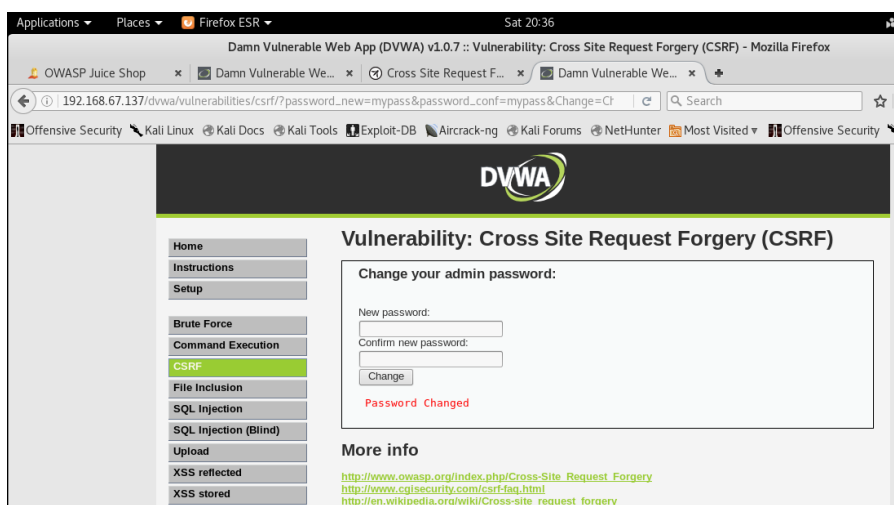 Applications ▾ Places ▾ Firefox ESR ▾ Sat 20:36
Damn Vulnerable Web App (DVWA) v1.0.7 :: Vulnerability: Cross Site Request Forgery (CSRF) - Mozilla Firefox
OWASP Juice Shop × Damn Vulnerable We... × Cross Site Request F... × Damn Vulnerable We... ×
192.168.67.137/dvwa/vulnerabilities/csrf/?password_new=mypass&password_conf=mypass&Change=Ch Search
Offensive Security Kali Linux Kali Docs Kali Tools Exploit-DB Aircrack-ng Kali Forums NetHunter Most Visited ▾ Offensive Security
DVWA
Home
Instructions
Setup
Brute Force
Command Execution
CSRF
File Inclusion
SQL Injection
SQL Injection (Blind)
Upload
XSS reflected
XSS stored
Vulnerability: Cross Site Request Forgery (CSRF)
Change your admin password:
New password:
Confirm new password:
Change
Password Changed
More info
http://www.owasp.org/index.php/Cross-Site_Request_Forgery
http://www.cgisecurity.com/csrf-faq.html
http://en.wikipedia.org/wiki/Cross-site_request_forgery